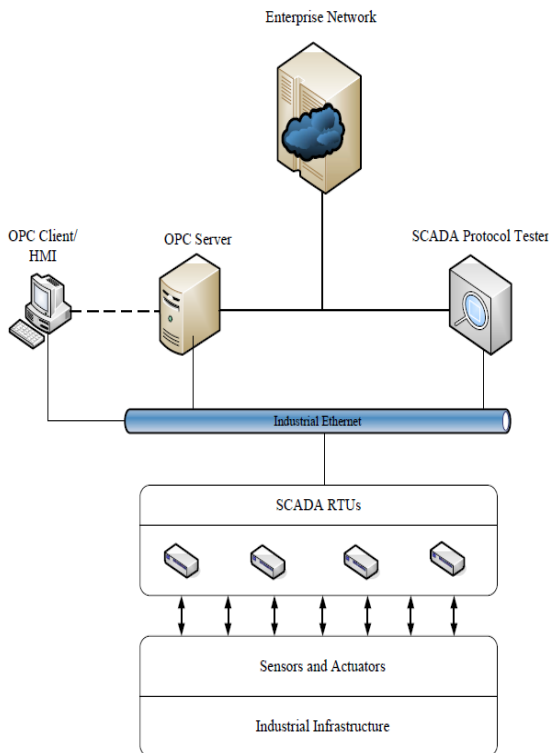 Enterprise Network
OPC Client/
HMI
OPC Server
SCADA Protocol Tester
Industrial Ethernet
SCADA RTUs
Sensors and Actuators
Industrial Infrastructure